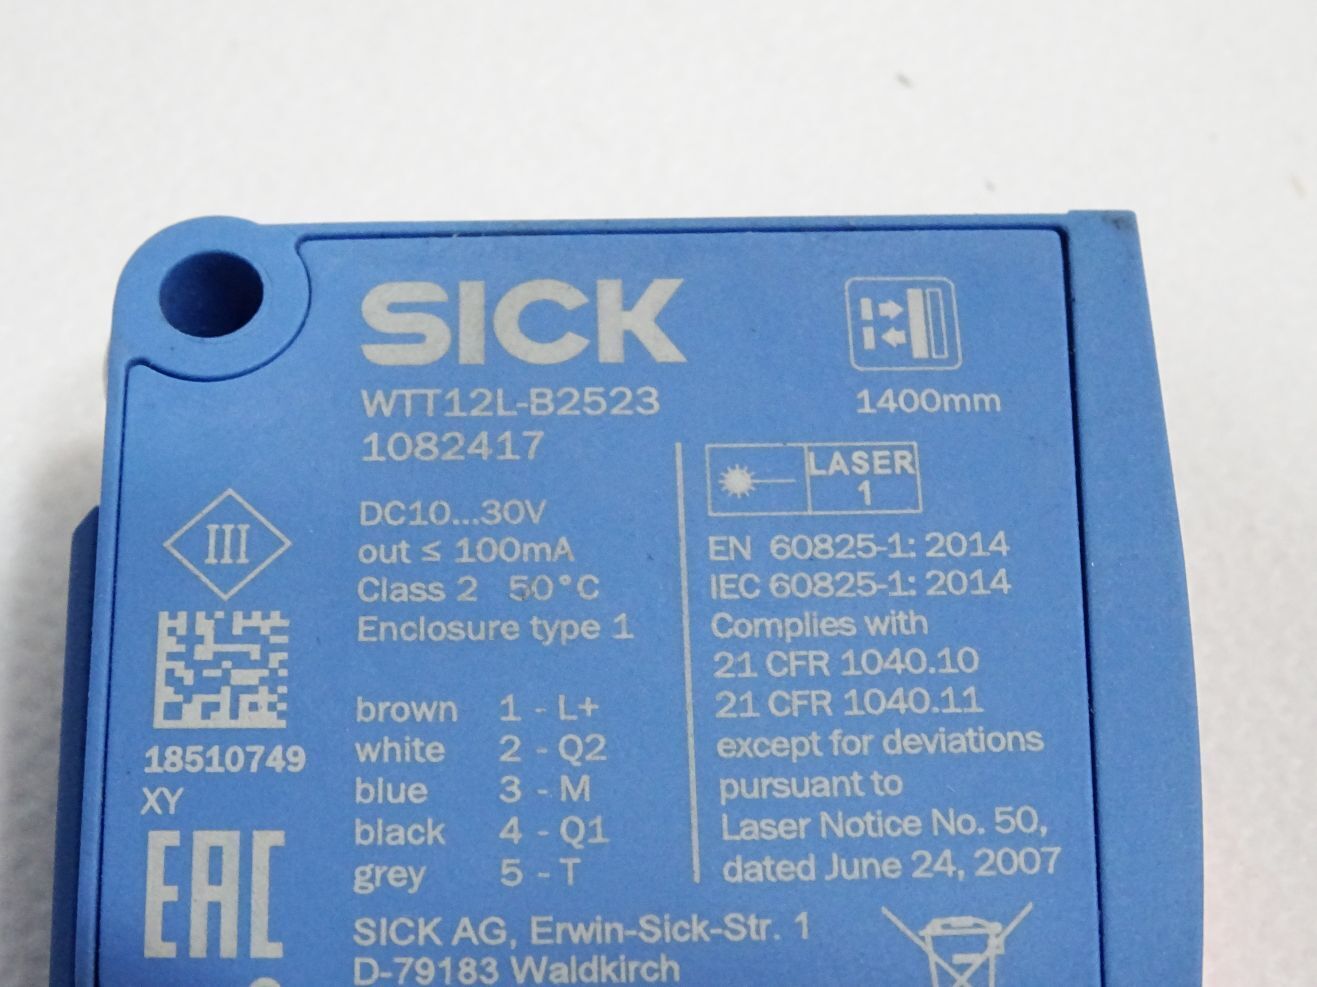 SICK
WTT12L-B2523
1082417
1400mm
III
DC10...30V
out ≤ 100mA
Class 2 50°C
Enclosure type 1
brown 1 - L+
white 2 - Q2
blue 3 - M
black 4 - Q1
grey 5 - T
LASER
1
EN 60825-1: 2014
IEC 60825-1: 2014
Complies with
21 CFR 1040.10
21 CFR 1040.11
except for deviations
pursuant to
Laser Notice No. 50,
dated June 24, 2007
18510749
XY
EAC
SICK AG, Erwin-Sick-Str. 1
D-79183 Waldkirch